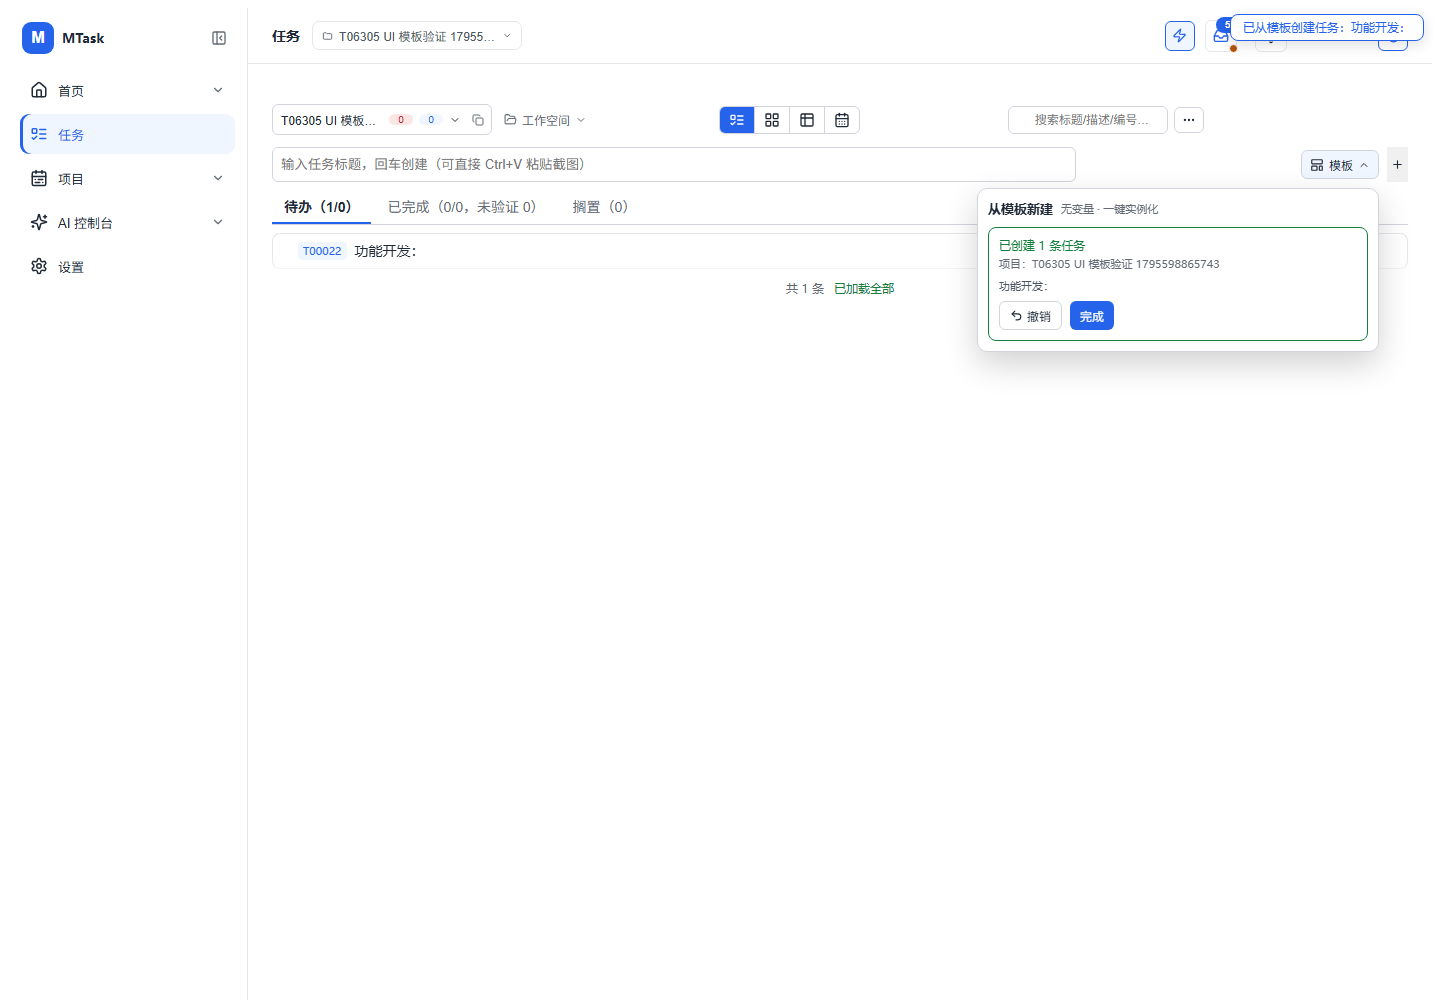 M MTask
首页
任务
项目
AI 控制台
设置
任务 T06305 UI 模板验证 17955...
5
已从模板创建任务：功能开发：
T06305 UI 模板... 0 0 工作空间
搜索标题/描述/编号...
输入任务标题，回车创建（可直接 Ctrl+V 粘贴截图）
模板 +
待办（1/0） 已完成（0/0，未验证 0） 搁置（0）
T00022 功能开发：
共 1 条 已加载全部
从模板新建 无变量 · 一键实例化
已创建 1 条任务
项目：T06305 UI 模板验证 1795598865743
功能开发：
撤销 完成